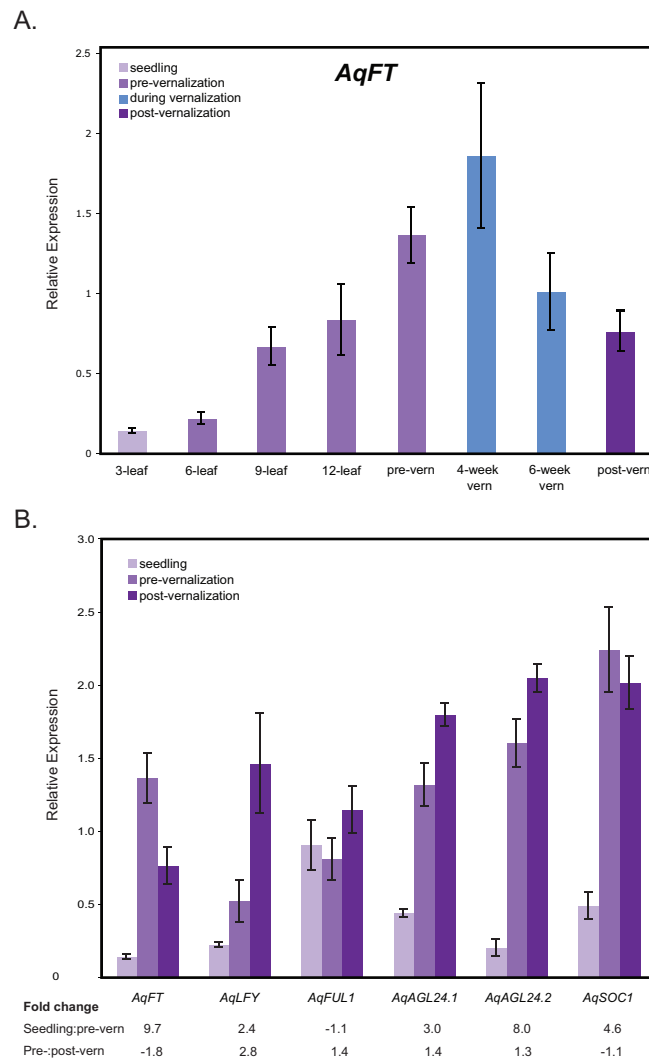 A.
AqFT
seedling
pre-vernalization
during vernalization
post-vernalization
Relative Expression
2.5
2
1.5
1
0.5
0
3-leaf 6-leaf 9-leaf 12-leaf pre-vern 4-week vern 6-week vern post-vern
B.
seedling
pre-vernalization
post-vernalization
Relative Expression
3.0
2.5
2.0
1.5
1.0
0.5
0
AqFT AqLFY AqFUL1 AqAGL24.1 AqAGL24.2 AqSOC1
Fold change
Seedling:pre-vern 9.7 2.4 -1.1 3.0 8.0 4.6
Pre-:post-vern -1.8 2.8 1.4 1.4 1.3 -1.1